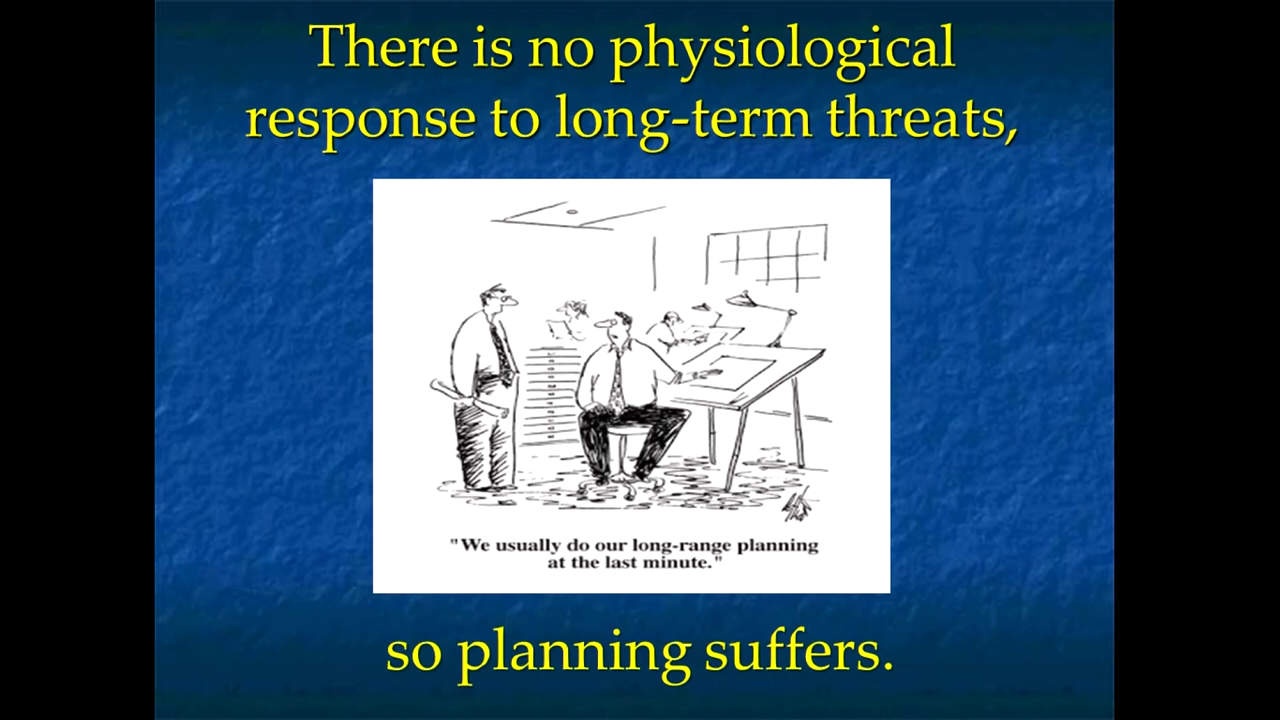 There is no physiological
response to long-term threats,
"We usually do our long-range planning
at the last minute."
so planning suffers.